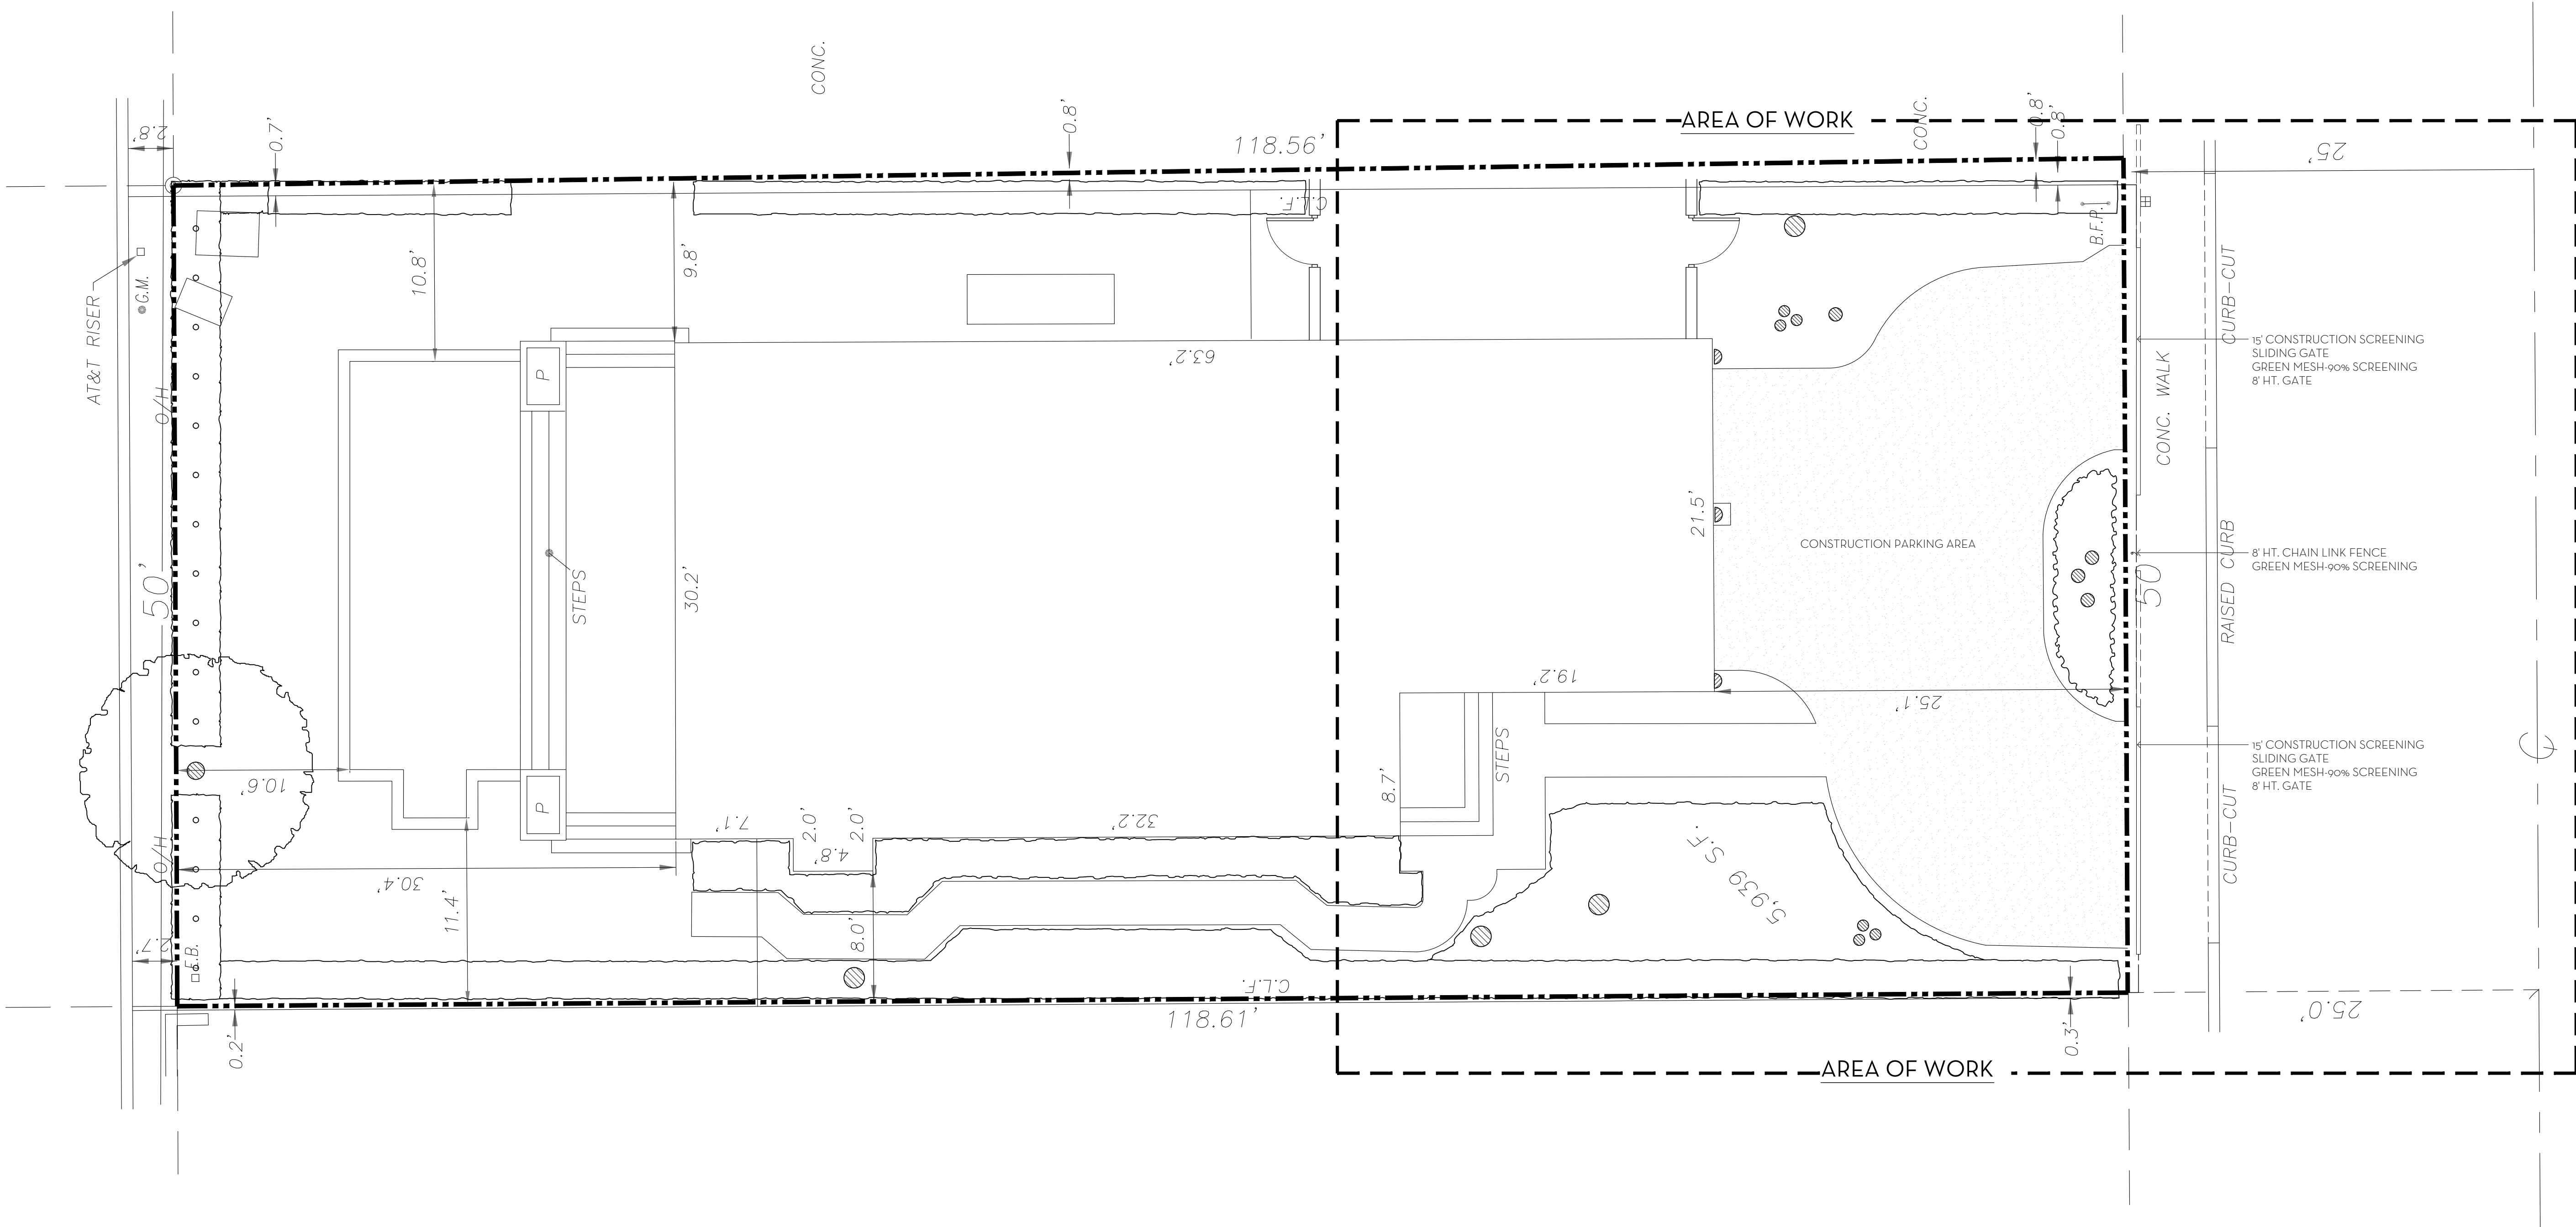 CONC.
AREA OF WORK
CONC.
2.8'
0.7'
0.8'
118.56'
0.8'
0.8'
25'
C.L.F.
B.F.P.
AT&T RISER
G.M.
10.8'
9.8'
CURB-CUT
15' CONSTRUCTION SCREENING
SLIDING GATE
GREEN MESH-90% SCREENING
8' HT. GATE
63.2'
P
O/H
CONC. WALK
21.5'
CONSTRUCTION PARKING AREA
8' HT. CHAIN LINK FENCE
GREEN MESH-90% SCREENING
50'
STEPS
30.2'
50'
RAISED CURB
19.2'
25.1'
STEPS
15' CONSTRUCTION SCREENING
SLIDING GATE
GREEN MESH-90% SCREENING
8' HT. GATE
10.6'
P
8.7'
CURB-CUT
7.1'
2.0'
4.8'
2.0'
32.2'
O/H
30.4'
11.4'
5,939 S.F.
8.0'
2.7'
E.B.
C.L.F.
118.61'
25.0'
0.2'
0.3'
AREA OF WORK